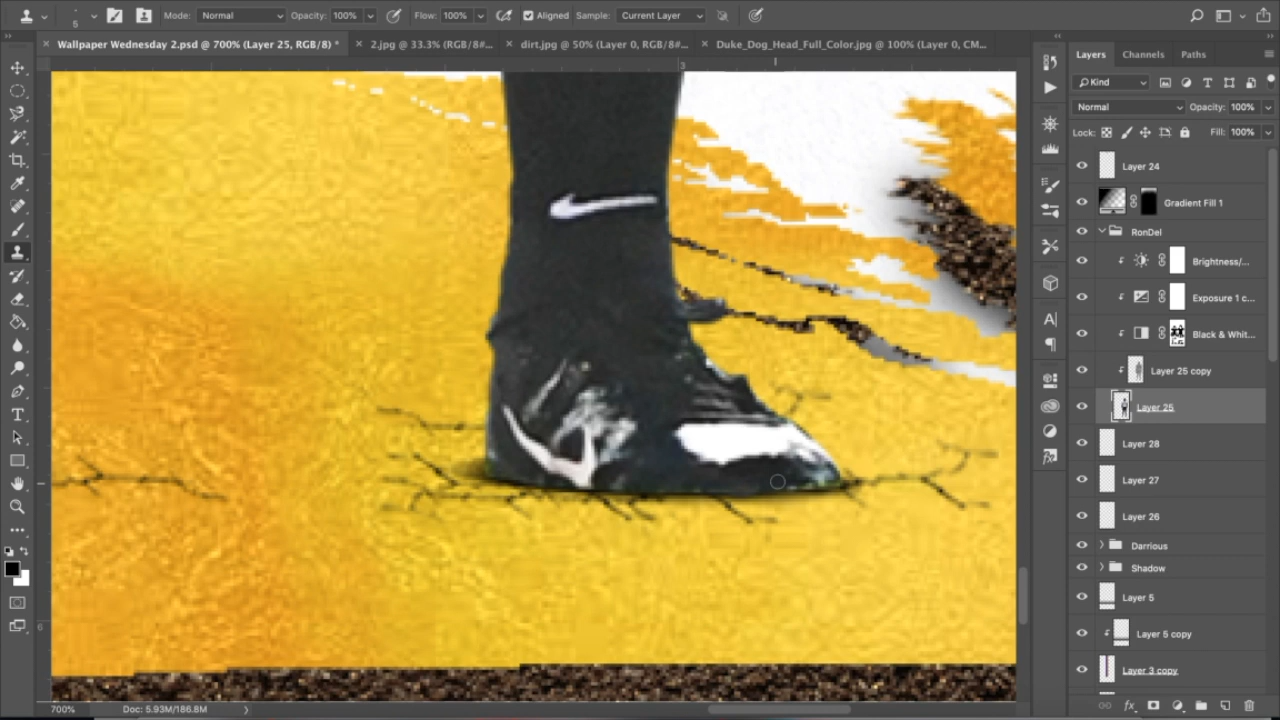 5
Mode: Normal
Opacity: 100%
Flow: 100%
Aligned
Sample: Current Layer
Wallpaper Wednesday 2.psd @ 700% (Layer 25, RGB/8) *
2.jpg @ 33.3% (RGB/8#...
dirt.jpg @ 50% (Layer 0, RGB/8#...
Duke_Dog_Head_Full_Color.jpg @ 100% (Layer 0, CM...
3
6
Layers
Channels
Paths
Kind
Normal
Opacity: 100%
Lock:
Fill: 100%
Layer 24
Gradient Fill 1
RonDel
Brightness/...
Exposure 1 c...
Black & Whit...
Layer 25 copy
Layer 25
Layer 28
Layer 27
Layer 26
Darrious
Shadow
Layer 5
Layer 5 copy
Layer 3 copy
700%
Doc: 5.93M/186.8M